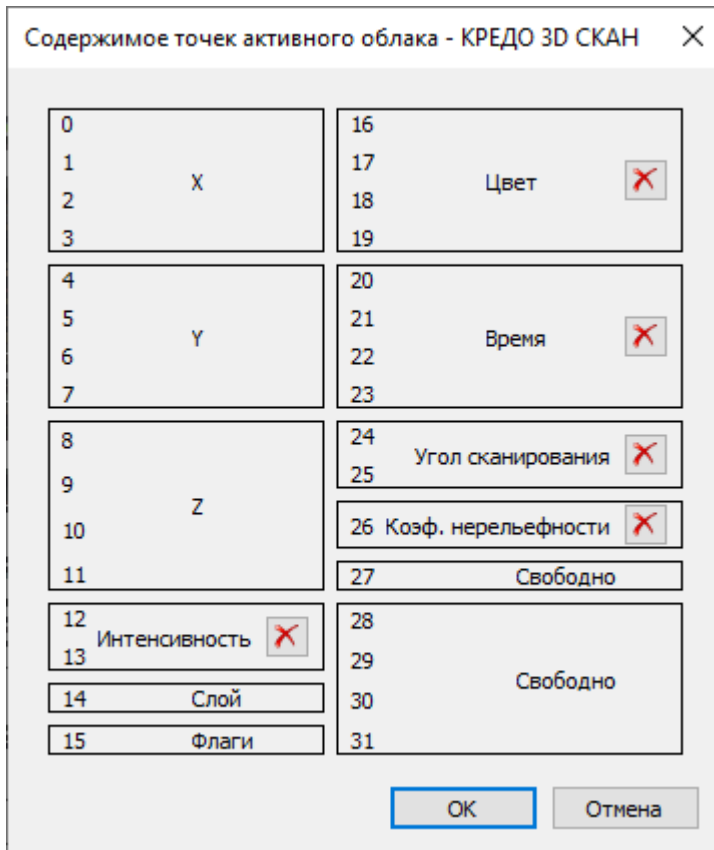 Содержимое точек активного облака - КРЕДО 3D СКАН
0
1
X
2
3
4
5
Y
6
7
8
9
Z
10
11
12
Интенсивность
13
14 Слой
15 Флаги
16
17
Цвет
18
19
20
21
Время
22
23
24
Угол сканирования
25
26 Коэф. нерельефности
27 Свободно
28
29
Свободно
30
31
OK Отмена